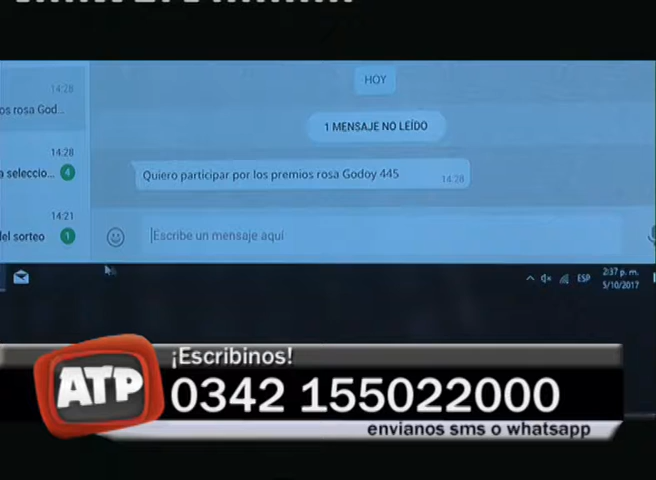 14:28
os rosa God...
14:28
a seleccio...
4
14:21
del sorteo
1
HOY
1 MENSAJE NO LEÍDO
Quiero participar por los premios rosa Godoy 445
14:28
Escribe un mensaje aquí
ESP
2:37 p. m.
5/10/2017
ATP
¡Escribinos!
0342 155022000
envianos sms o whatsapp